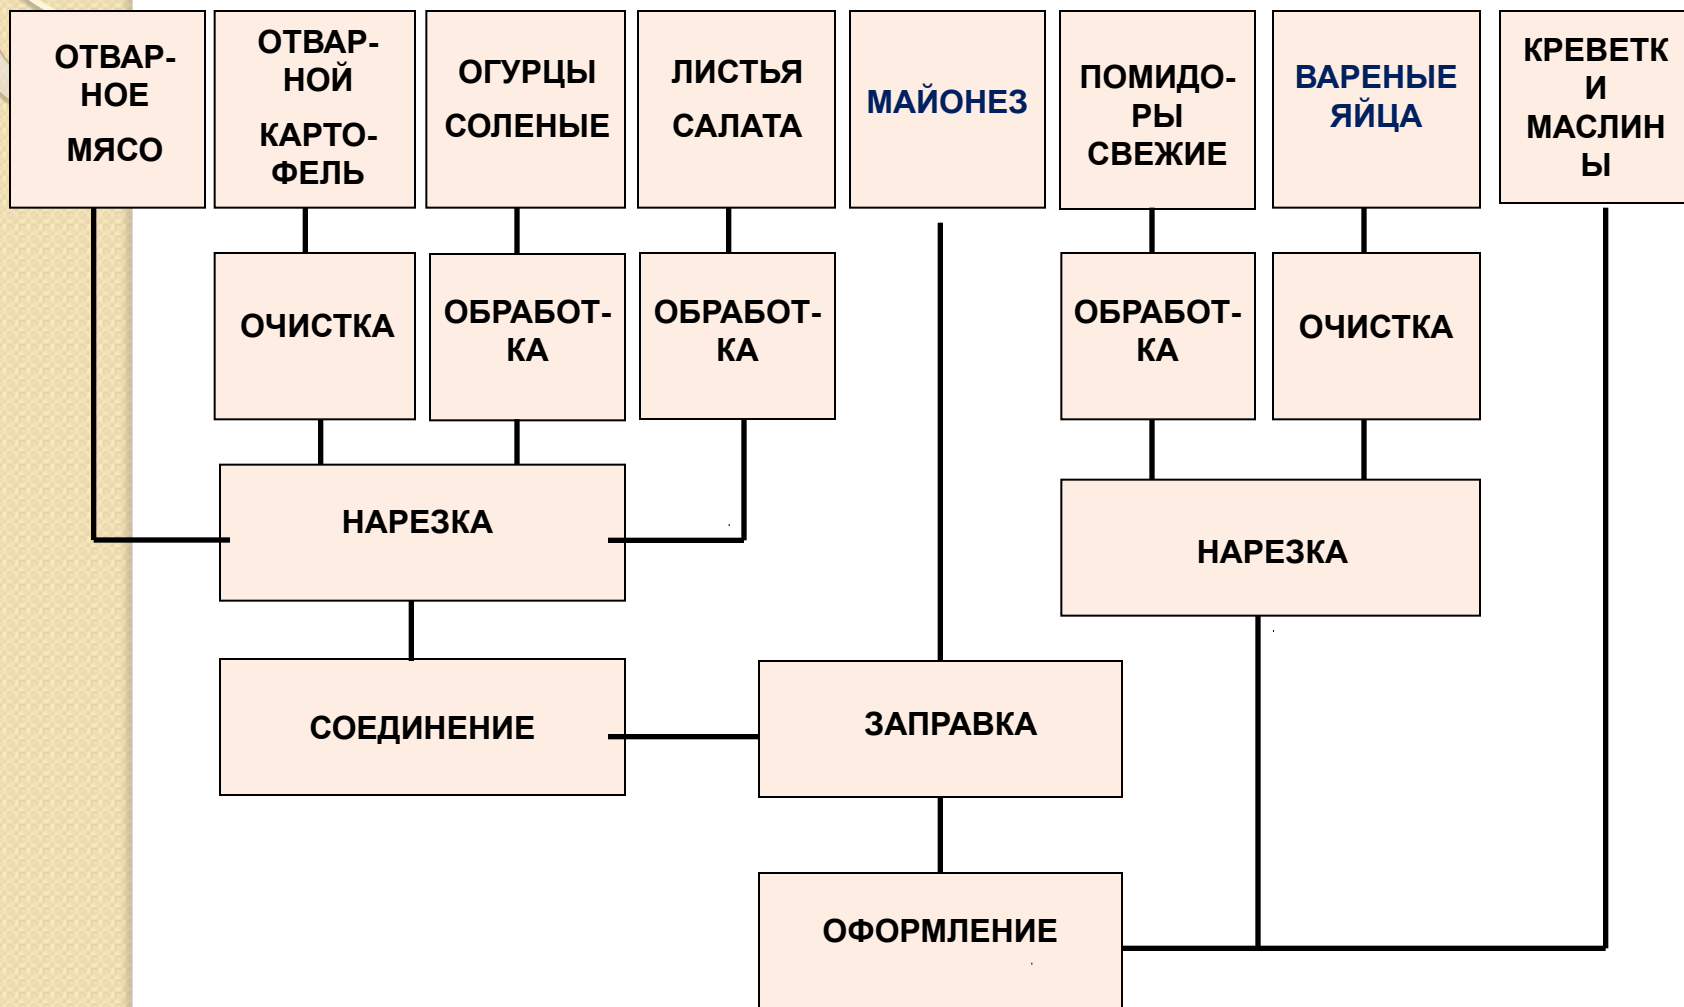 ОТВАР-
НОЕ
МЯСО
ОТВАР-
НОЙ
КАРТО-
ФЕЛЬ
ОГУРЦЫ
СОЛЕНЫЕ
ЛИСТЬЯ
САЛАТА
МАЙОНЕЗ
ПОМИДО-
РЫ
СВЕЖИЕ
ВАРЕНЫЕ
ЯЙЦА
КРЕВЕТК
И
МАСЛИН
Ы
ОЧИСТКА
ОБРАБОТ-
КА
ОБРАБОТ-
КА
ОБРАБОТ-
КА
ОЧИСТКА
НАРЕЗКА
НАРЕЗКА
СОЕДИНЕНИЕ
ЗАПРАВКА
ОФОРМЛЕНИЕ